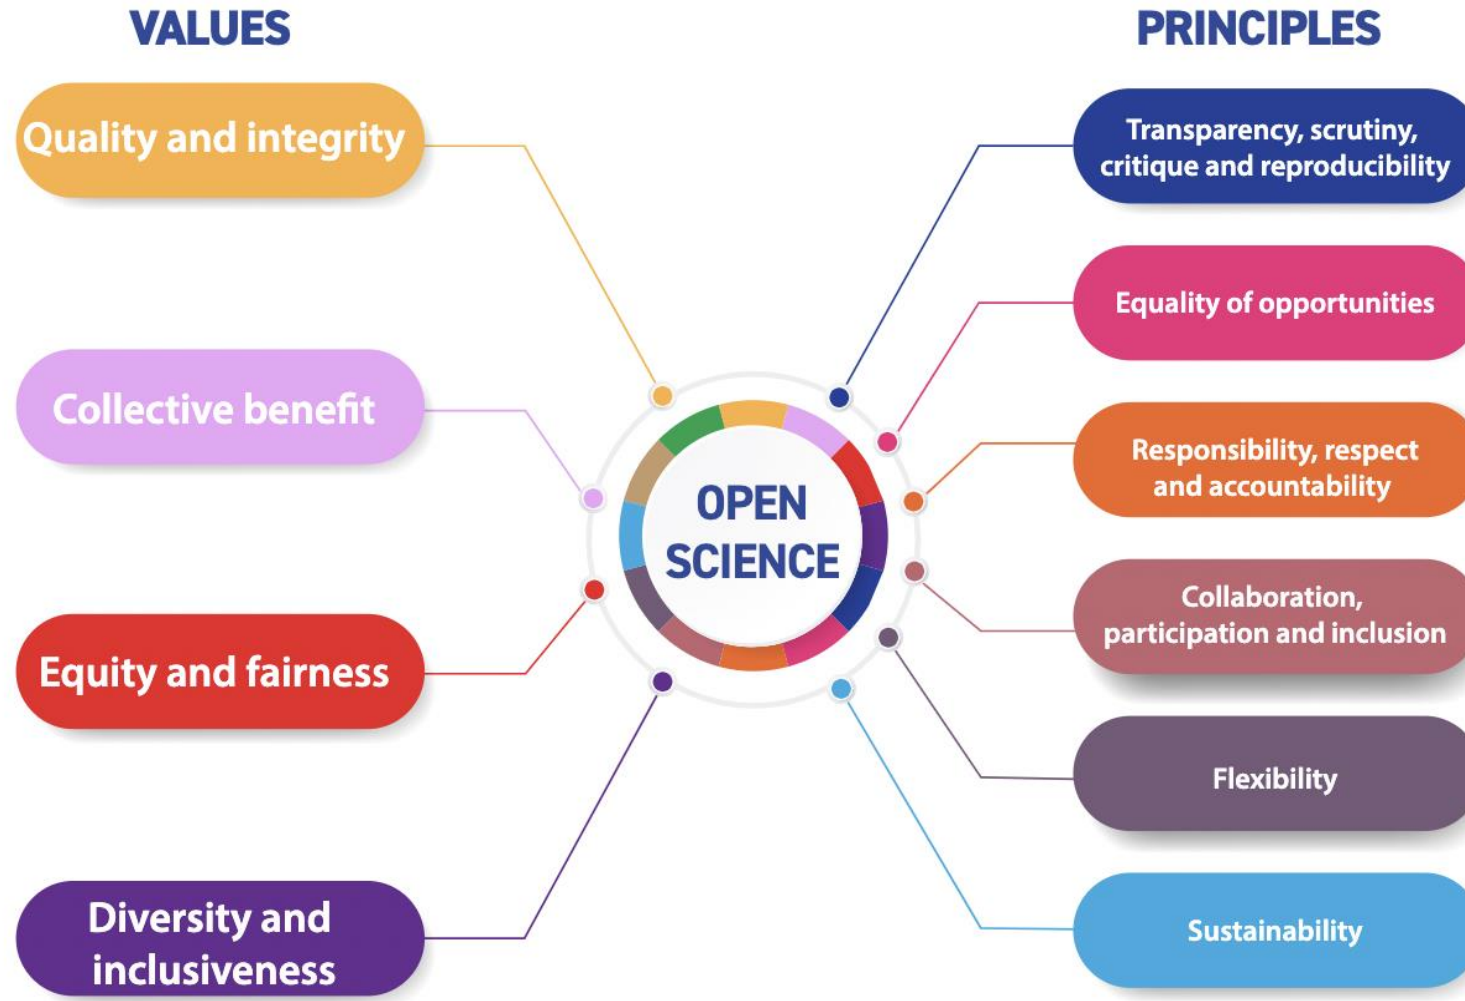 VALUES
Quality and integrity
Collective benefit
Equity and fairness
Diversity and
inclusiveness
OPEN
SCIENCE
PRINCIPLES
Transparency, scrutiny,
critique and reproducibility
Equality of opportunities
Responsibility, respect
and accountability
Collaboration,
participation and inclusion
Flexibility
Sustainability